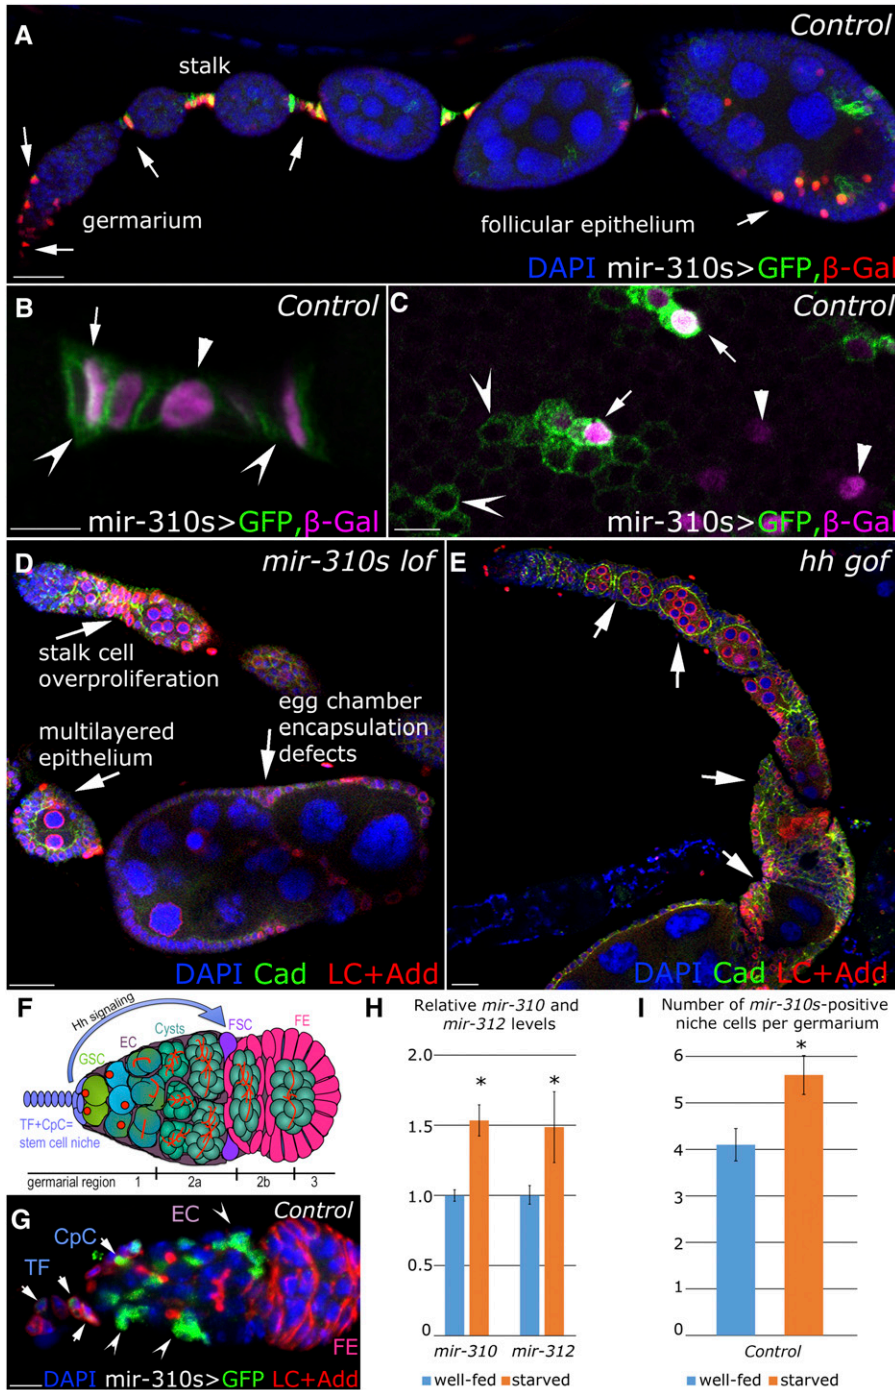 A
Control
stalk
germarium
follicular epithelium
DAPI mir-310s>GFP,β-Gal
B
Control
mir-310s>GFP,β-Gal
C
Control
mir-310s>GFP,β-Gal
D
mir-310s lof
stalk cell
overproliferation
multilayered
epithelium
egg chamber
encapsulation
defects
DAPI Cad LC+Add
E
hh gof
DAPI Cad LC+Add
F
Hh signaling
GSC
EC
Cysts
FSC
FE
TF+CpC=
stem cell niche
germarial region
1
2a
2b
3
G
Control
EC
CpC
TF
FE
DAPI mir-310s>GFP LC+Add
H
Relative mir-310 and
mir-312 levels
2.0
1.5
1.0
0.5
0
*
*
mir-310
mir-312
well-fed
starved
I
Number of mir-310s-positive
niche cells per germarium
6
5
4
3
2
1
0
*
Control
well-fed
starved